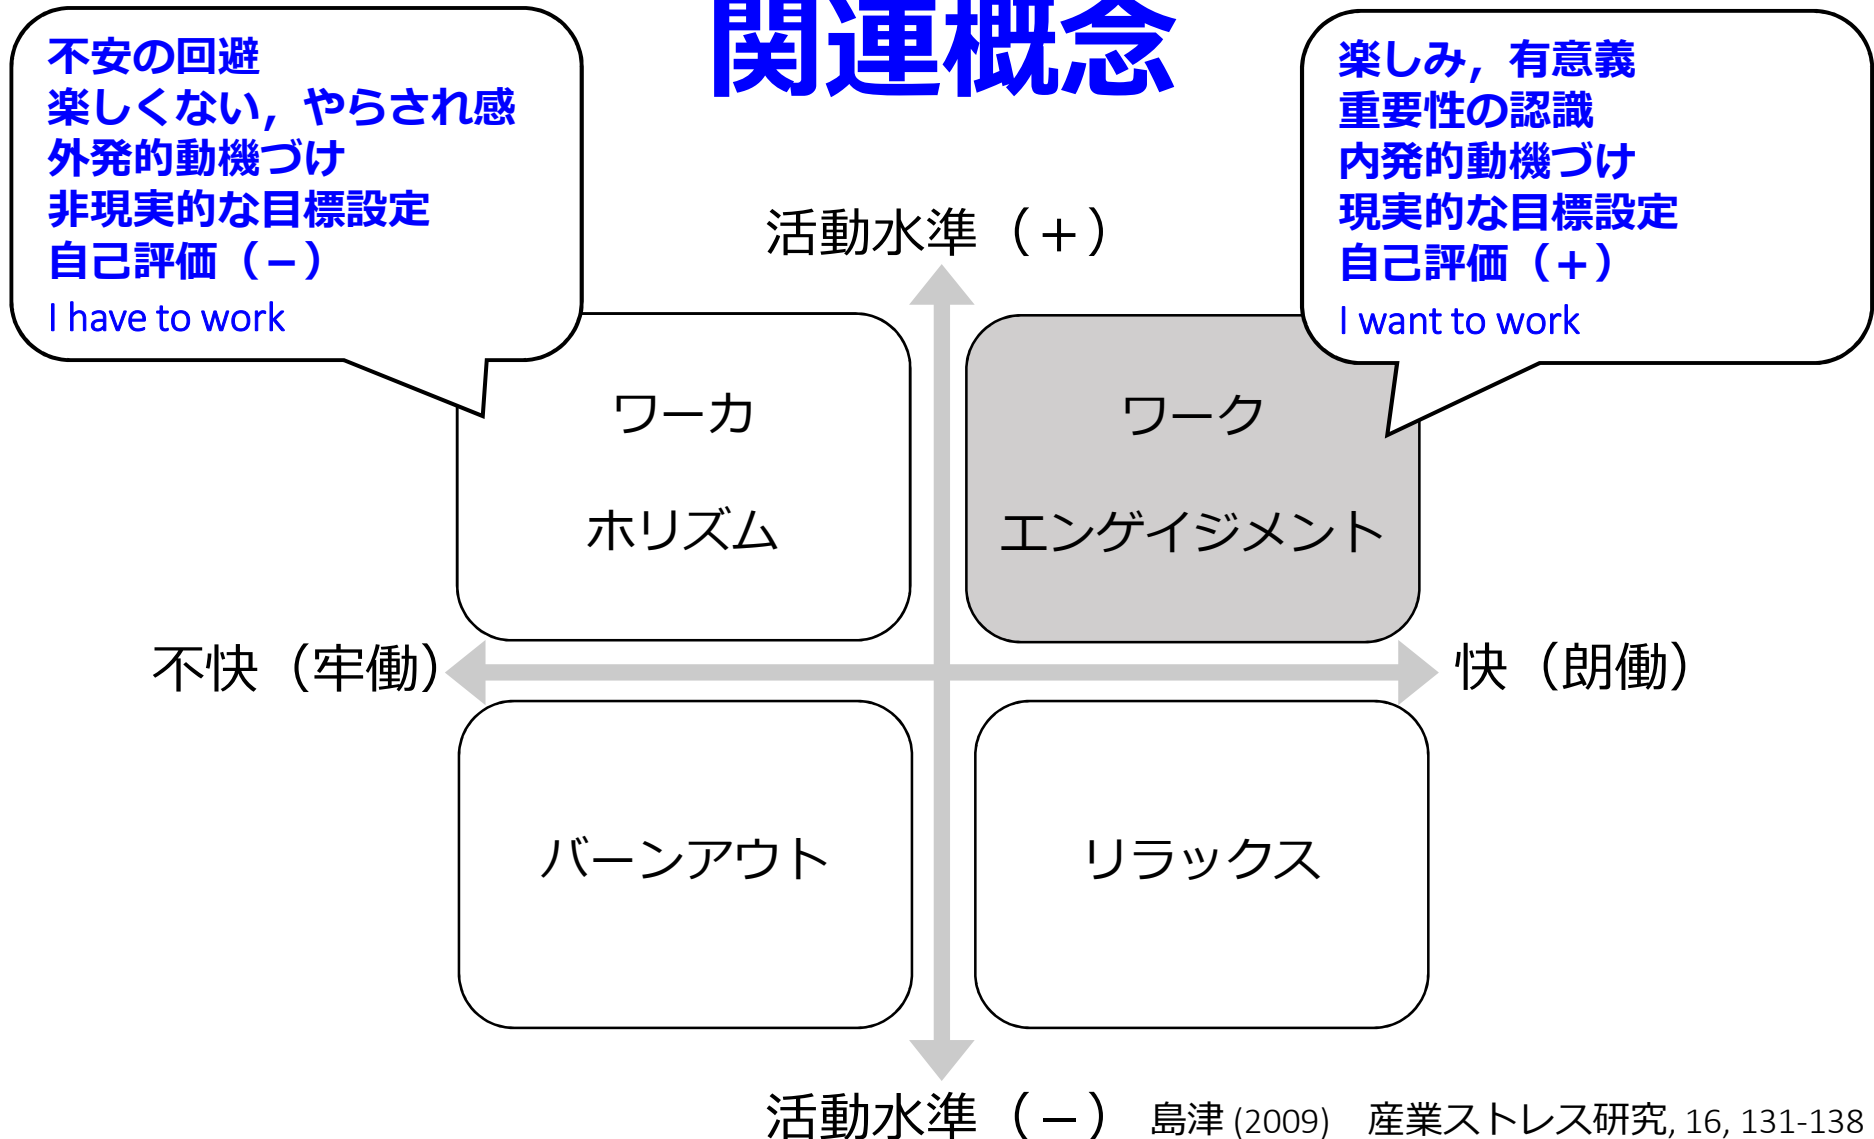 関連概念
不安の回避
楽しくない，やらされ感
外発的動機づけ
非現実的な目標設定
自己評価（－）
I have to work
楽しみ，有意義
重要性の認識
内発的動機づけ
現実的な目標設定
自己評価（＋）
I want to work
活動水準（＋）
ワーカ
ホリズム
ワーク
エンゲイジメント
不快（牢働）
快（朗働）
バーンアウト
リラックス
活動水準（－）
島津 (2009)　産業ストレス研究, 16, 131-138